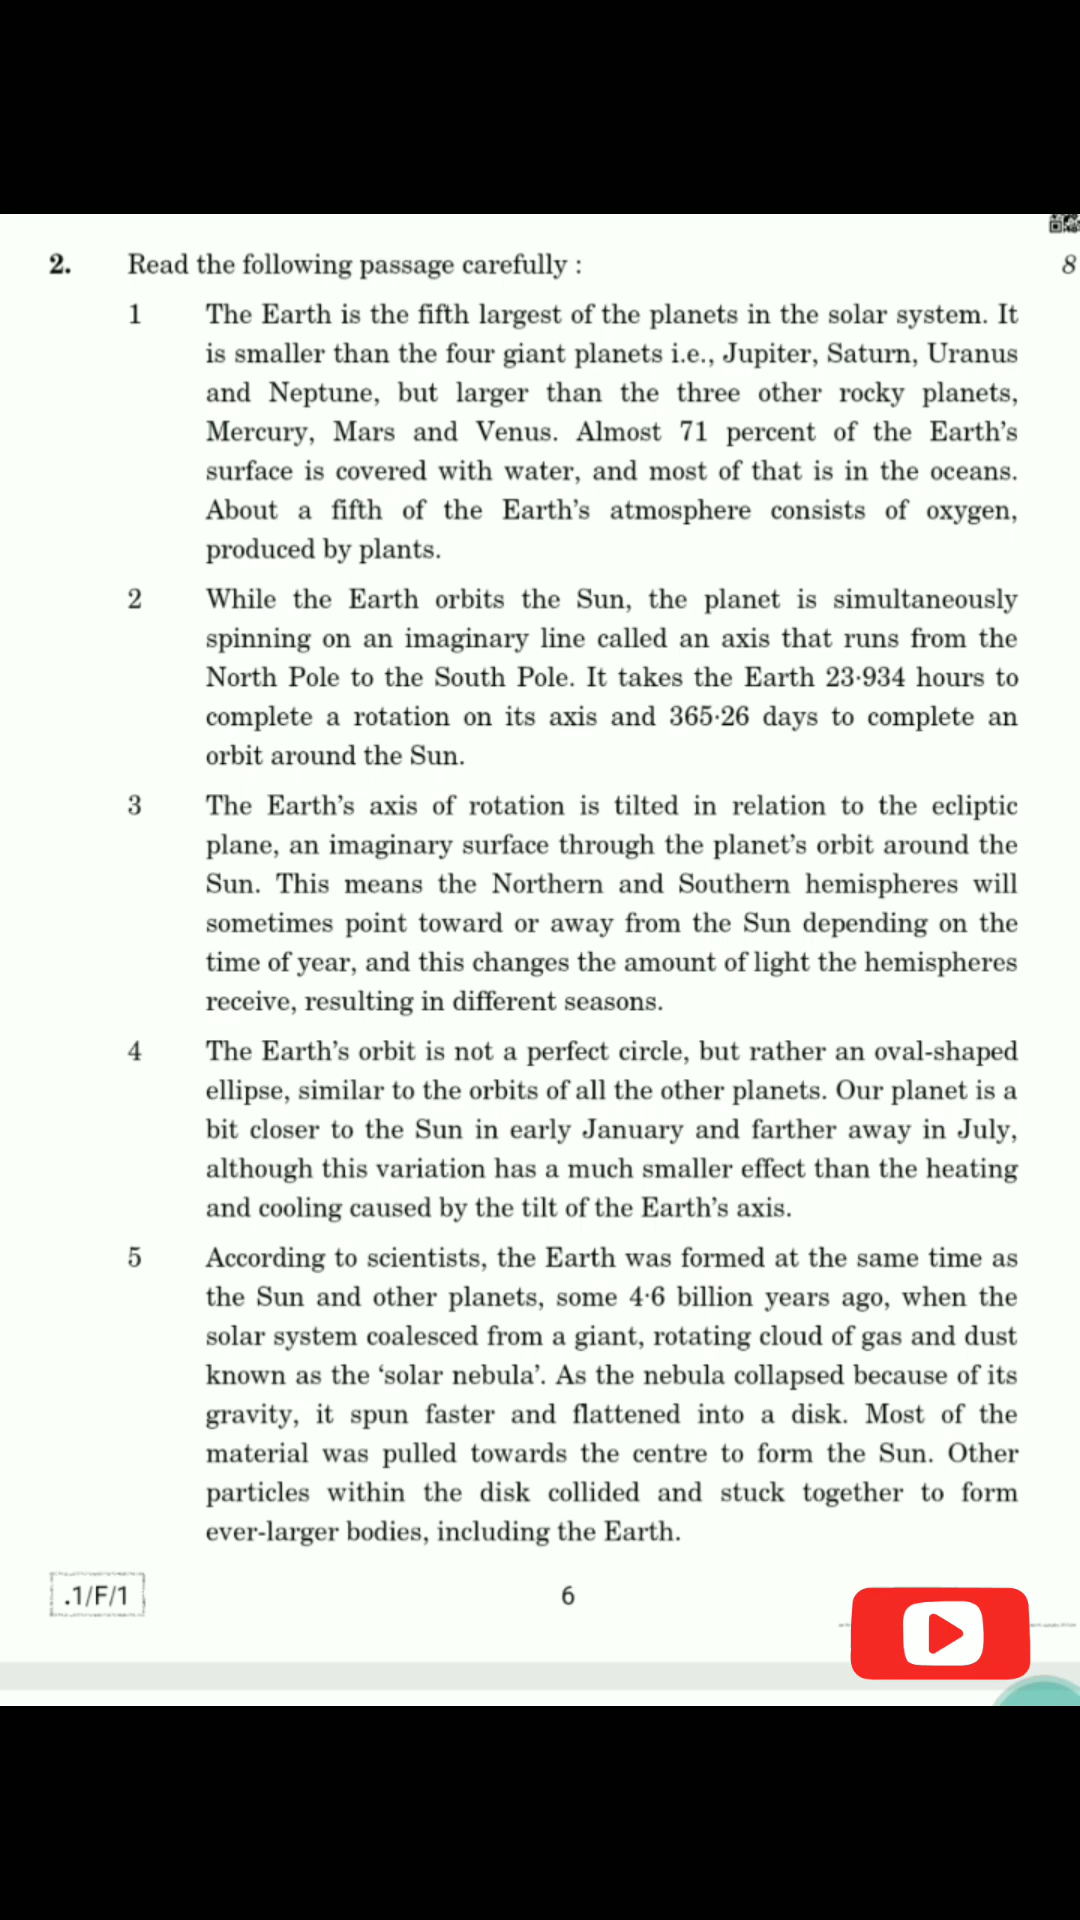 2. Read the following passage carefully : 8
1 The Earth is the fifth largest of the planets in the solar system. It
is smaller than the four giant planets i.e., Jupiter, Saturn, Uranus
and Neptune, but larger than the three other rocky planets,
Mercury, Mars and Venus. Almost 71 percent of the Earth's
surface is covered with water, and most of that is in the oceans.
About a fifth of the Earth's atmosphere consists of oxygen,
produced by plants.
2 While the Earth orbits the Sun, the planet is simultaneously
spinning on an imaginary line called an axis that runs from the
North Pole to the South Pole. It takes the Earth 23·934 hours to
complete a rotation on its axis and 365·26 days to complete an
orbit around the Sun.
3 The Earth's axis of rotation is tilted in relation to the ecliptic
plane, an imaginary surface through the planet's orbit around the
Sun. This means the Northern and Southern hemispheres will
sometimes point toward or away from the Sun depending on the
time of year, and this changes the amount of light the hemispheres
receive, resulting in different seasons.
4 The Earth's orbit is not a perfect circle, but rather an oval-shaped
ellipse, similar to the orbits of all the other planets. Our planet is a
bit closer to the Sun in early January and farther away in July,
although this variation has a much smaller effect than the heating
and cooling caused by the tilt of the Earth's axis.
5 According to scientists, the Earth was formed at the same time as
the Sun and other planets, some 4·6 billion years ago, when the
solar system coalesced from a giant, rotating cloud of gas and dust
known as the 'solar nebula'. As the nebula collapsed because of its
gravity, it spun faster and flattened into a disk. Most of the
material was pulled towards the centre to form the Sun. Other
particles within the disk collided and stuck together to form
ever-larger bodies, including the Earth.
.1/F/1 6